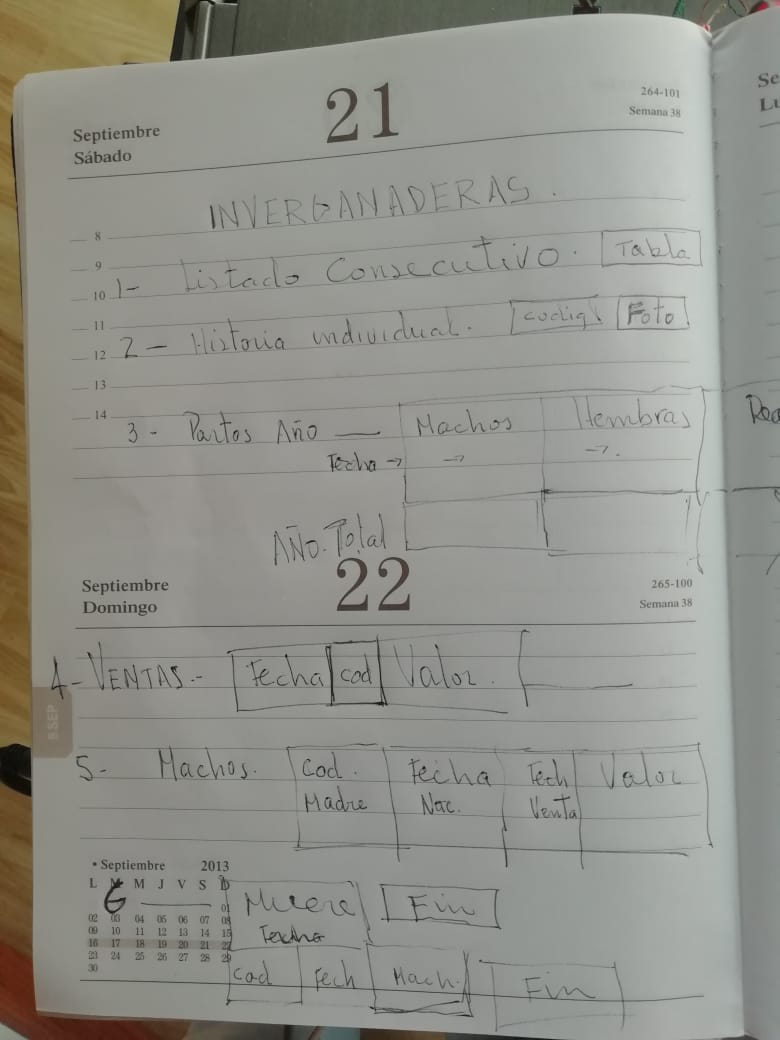 Septiembre
Sábado
21
264-101
Semana 38
INVERGANADERAS.
8
9
1- Listado Consecutivo. Tabla
10
11
2- Historia individual. Foto
12
13
14
3- Partos Año — Machos Hembras
Fecha → → →.
AÑO. Total
Septiembre
Domingo
22
265-100
Semana 38
4- VENTAS.- Fecha cod Valor.
5- Machos. Cod. Fecha Fech Valor
Madre Nac. Venta
8 SEP
• Septiembre 2013
L M M J V S D
01
02 03 04 05 06 07 08
09 10 11 12 13 14 15
16 17 18 19 20 21 22
23 24 25 26 27 28 29
30
6
Muere Fin
Fecha
Cod Fech Mach. Fin
Se
Lu